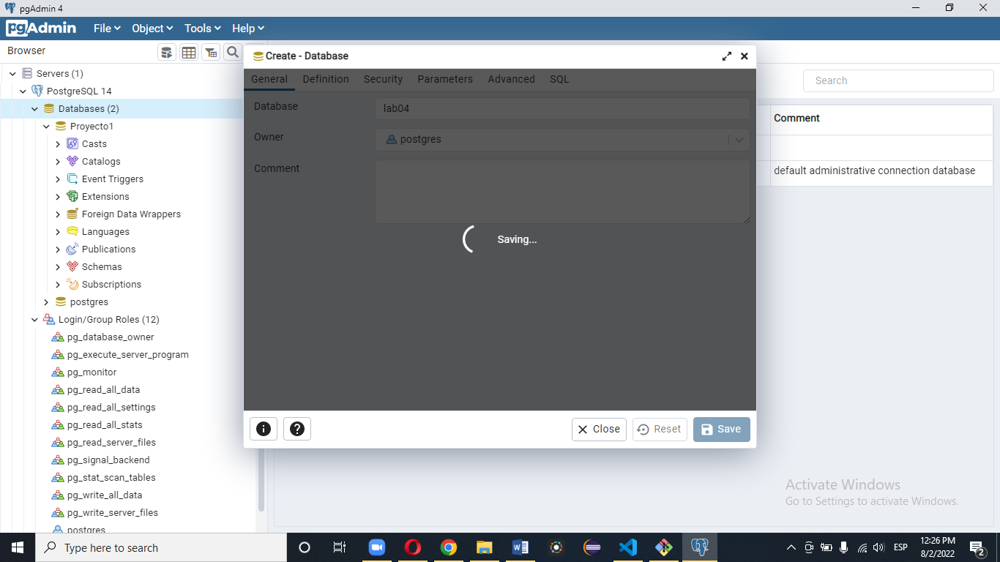 pgAdmin 4
pgAdmin File Object Tools Help
Browser
Servers (1)
PostgreSQL 14
Databases (2)
Proyecto1
Casts
Catalogs
Event Triggers
Extensions
Foreign Data Wrappers
Languages
Publications
Schemas
Subscriptions
postgres
Login/Group Roles (12)
pg_database_owner
pg_execute_server_program
pg_monitor
pg_read_all_data
pg_read_all_settings
pg_read_all_stats
pg_read_server_files
pg_signal_backend
pg_stat_scan_tables
pg_write_all_data
pg_write_server_files
postgres
Create - Database
General Definition Security Parameters Advanced SQL
Database lab04
Owner postgres
Comment
Saving...
Close Reset Save
Search
Comment
default administrative connection database
Activate Windows
Go to Settings to activate Windows.
Type here to search
ESP
12:26 PM
8/2/2022
2